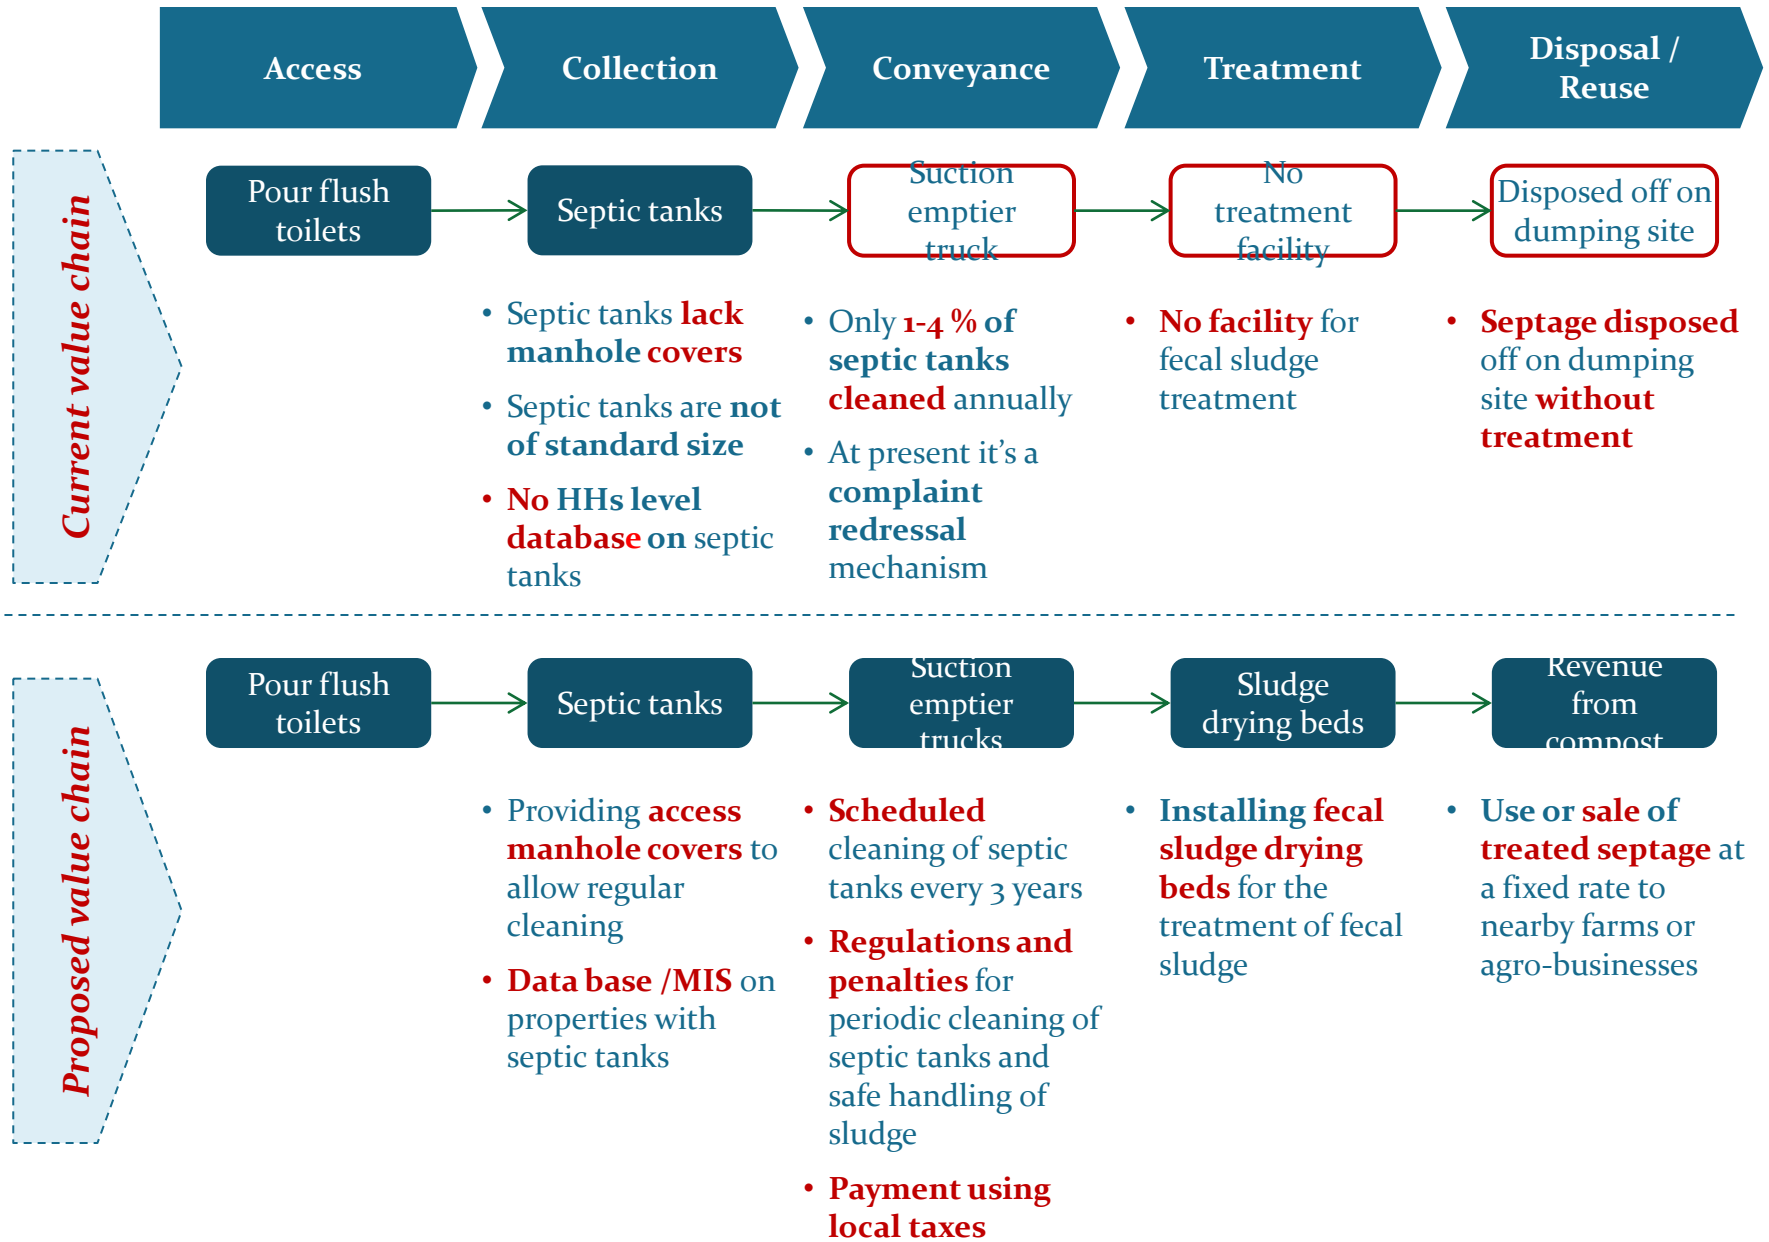 Access
Collection
Conveyance
Treatment
Disposal /
Reuse
Current value chain
Pour flush
toilets
Septic tanks
Suction
emptier
truck
No
treatment
facility
Disposed off on
dumping site
• Septic tanks lack
manhole covers
• Septic tanks are not
of standard size
• No HHs level
database on septic
tanks
• Only 1-4 % of
septic tanks
cleaned annually
• At present it's a
complaint
redressal
mechanism
• No facility for
fecal sludge
treatment
• Septage disposed
off on dumping
site without
treatment
Proposed value chain
Pour flush
toilets
Septic tanks
Suction
emptier
trucks
Sludge
drying beds
Revenue
from
compost
• Providing access
manhole covers to
allow regular
cleaning
• Data base /MIS on
properties with
septic tanks
• Scheduled
cleaning of septic
tanks every 3 years
• Regulations and
penalties for
periodic cleaning of
septic tanks and
safe handling of
sludge
• Payment using
local taxes
• Installing fecal
sludge drying
beds for the
treatment of fecal
sludge
• Use or sale of
treated septage at
a fixed rate to
nearby farms or
agro-businesses